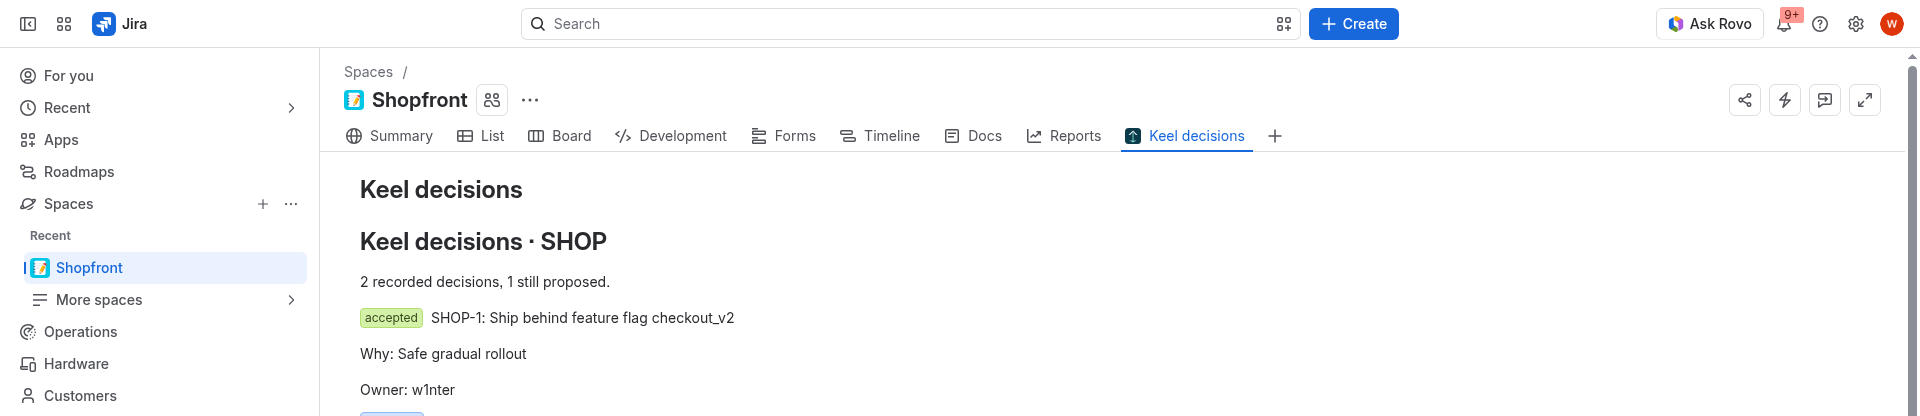 Jira
Search
Create
Ask Rovo
9+
W
For you
Recent
Apps
Roadmaps
Spaces
Recent
Shopfront
More spaces
Operations
Hardware
Customers
Spaces /
Shopfront
Summary List Board Development Forms Timeline Docs Reports Keel decisions
Keel decisions
Keel decisions · SHOP
2 recorded decisions, 1 still proposed.
accepted SHOP-1: Ship behind feature flag checkout_v2
Why: Safe gradual rollout
Owner: w1nter